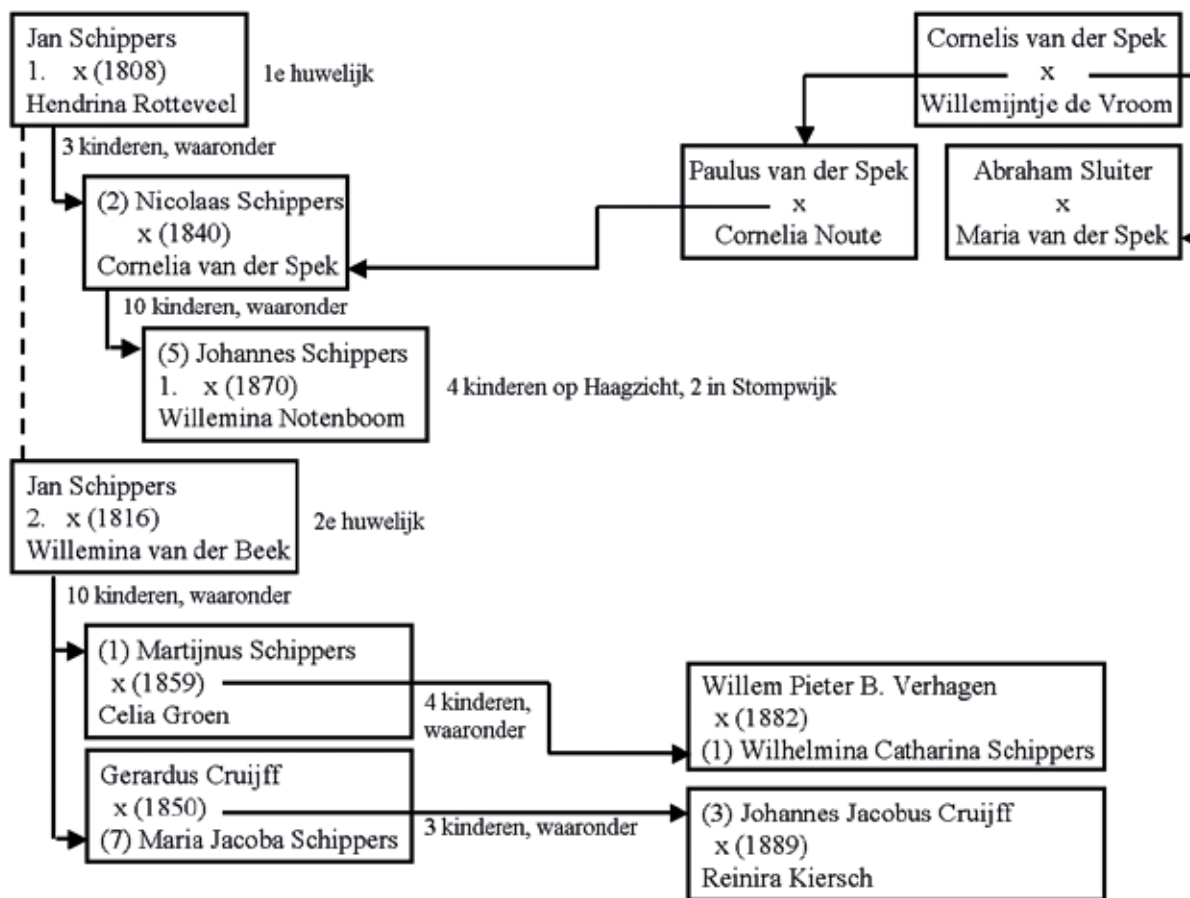 Jan Schippers
1. x (1808)
Hendrina Rotteveel
1e huwelijk
Cornelis van der Spek
x
Willemijntje de Vroom
3 kinderen, waaronder
(2) Nicolaas Schippers
x (1840)
Cornelia van der Spek
Paulus van der Spek
x
Cornelia Noute
Abraham Sluiter
x
Maria van der Spek
10 kinderen, waaronder
(5) Johannes Schippers
1. x (1870)
Willemina Notenboom
4 kinderen op Haagzicht, 2 in Stompwijk
Jan Schippers
2. x (1816)
Willemina van der Beek
2e huwelijk
10 kinderen, waaronder
(1) Martijnus Schippers
x (1859)
Celia Groen
4 kinderen,
waaronder
Willem Pieter B. Verhagen
x (1882)
(1) Wilhelmina Catharina Schippers
Gerardus Cruijff
x (1850)
(7) Maria Jacoba Schippers
3 kinderen, waaronder
(3) Johannes Jacobus Cruijff
x (1889)
Reinira Kiersch